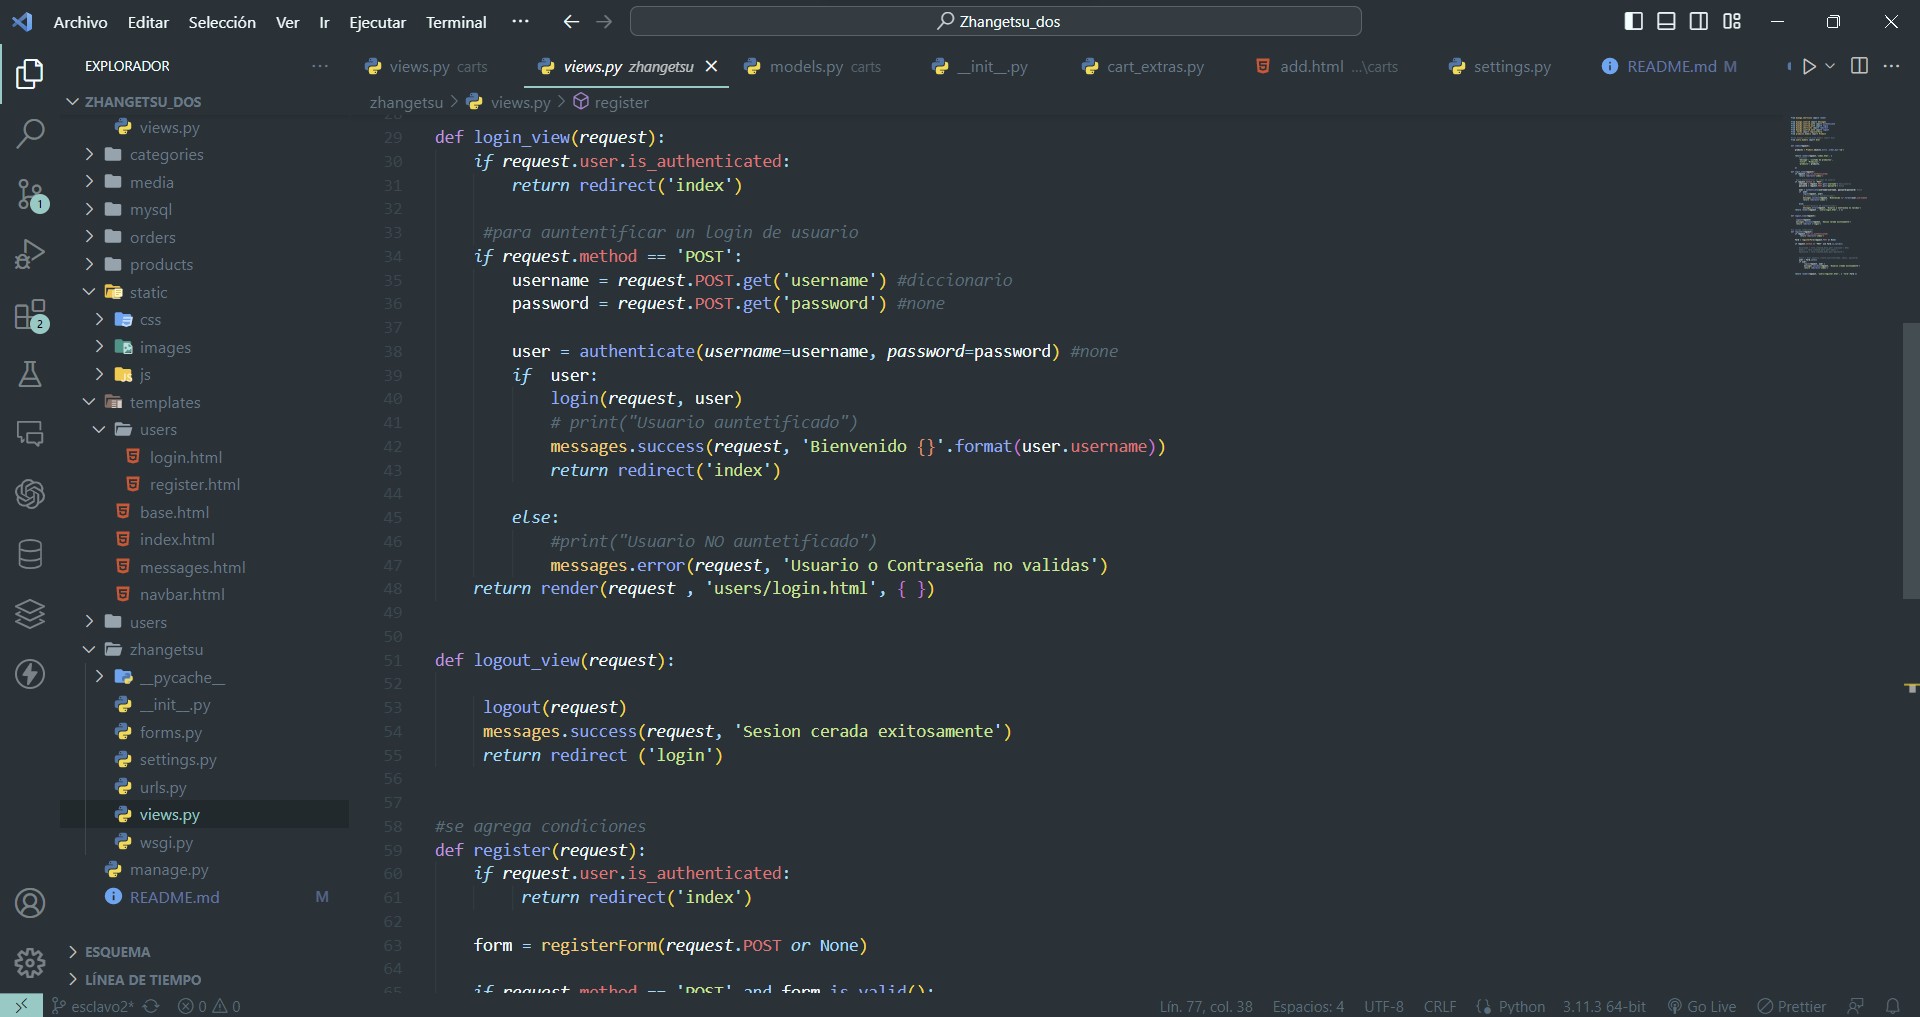 Archivo Editar Selección Ver Ir Ejecutar Terminal ··· Zhangetsu_dos
EXPLORADOR ···
views.py carts views.py zhangetsu models.py carts __init__.py cart_extras.py add.html ...\carts settings.py README.md M ···
ZHANGETSU_DOS
views.py
categories
media
mysql
orders
products
static
css
images
js
templates
users
login.html
register.html
base.html
index.html
messages.html
navbar.html
users
zhangetsu
__pycache__
__init__.py
forms.py
settings.py
urls.py
views.py
wsgi.py
manage.py
README.md M
ESQUEMA
LÍNEA DE TIEMPO
1
2
zhangetsu > views.py > register
29 def login_view(request):
30 if request.user.is_authenticated:
31 return redirect('index')
32
33 #para auntentificar un login de usuario
34 if request.method == 'POST':
35 username = request.POST.get('username') #diccionario
36 password = request.POST.get('password') #none
37
38 user = authenticate(username=username, password=password) #none
39 if user:
40 login(request, user)
41 # print("Usuario auntetificado")
42 messages.success(request, 'Bienvenido {}'.format(user.username))
43 return redirect('index')
44
45 else:
46 #print("Usuario NO auntetificado")
47 messages.error(request, 'Usuario o Contraseña no validas')
48 return render(request , 'users/login.html', { })
49
50
51 def logout_view(request):
52
53 logout(request)
54 messages.success(request, 'Sesion cerada exitosamente')
55 return redirect ('login')
56
57
58 #se agrega condiciones
59 def register(request):
60 if request.user.is_authenticated:
61 return redirect('index')
62
63 form = registerForm(request.POST or None)
64
65 if request.method == 'POST' and form.is_valid():
esclavo2* 0 0 Lín. 77, col. 38 Espacios: 4 UTF-8 CRLF Python 3.11.3 64-bit Go Live Prettier